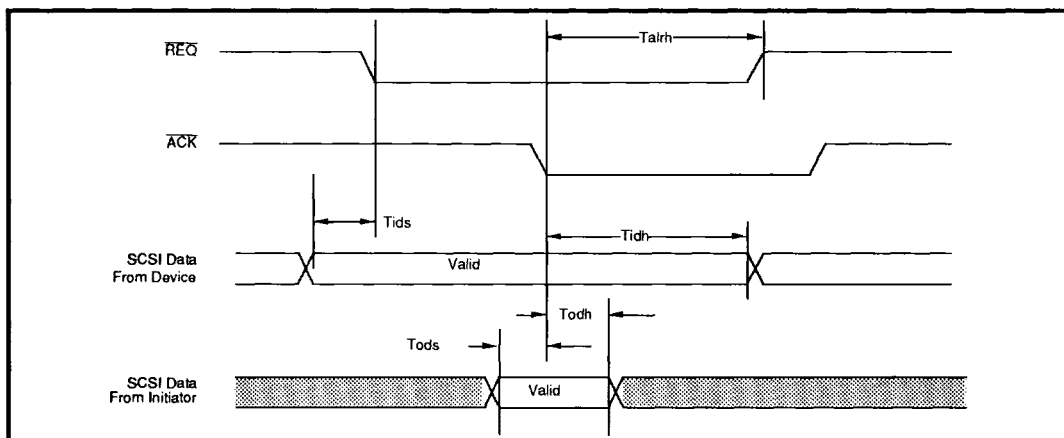 REQ
Talrh
ACK
Tids
Tidh
SCSI Data
From Device
Valid
Todh
Tods
SCSI Data
From Initiator
Valid